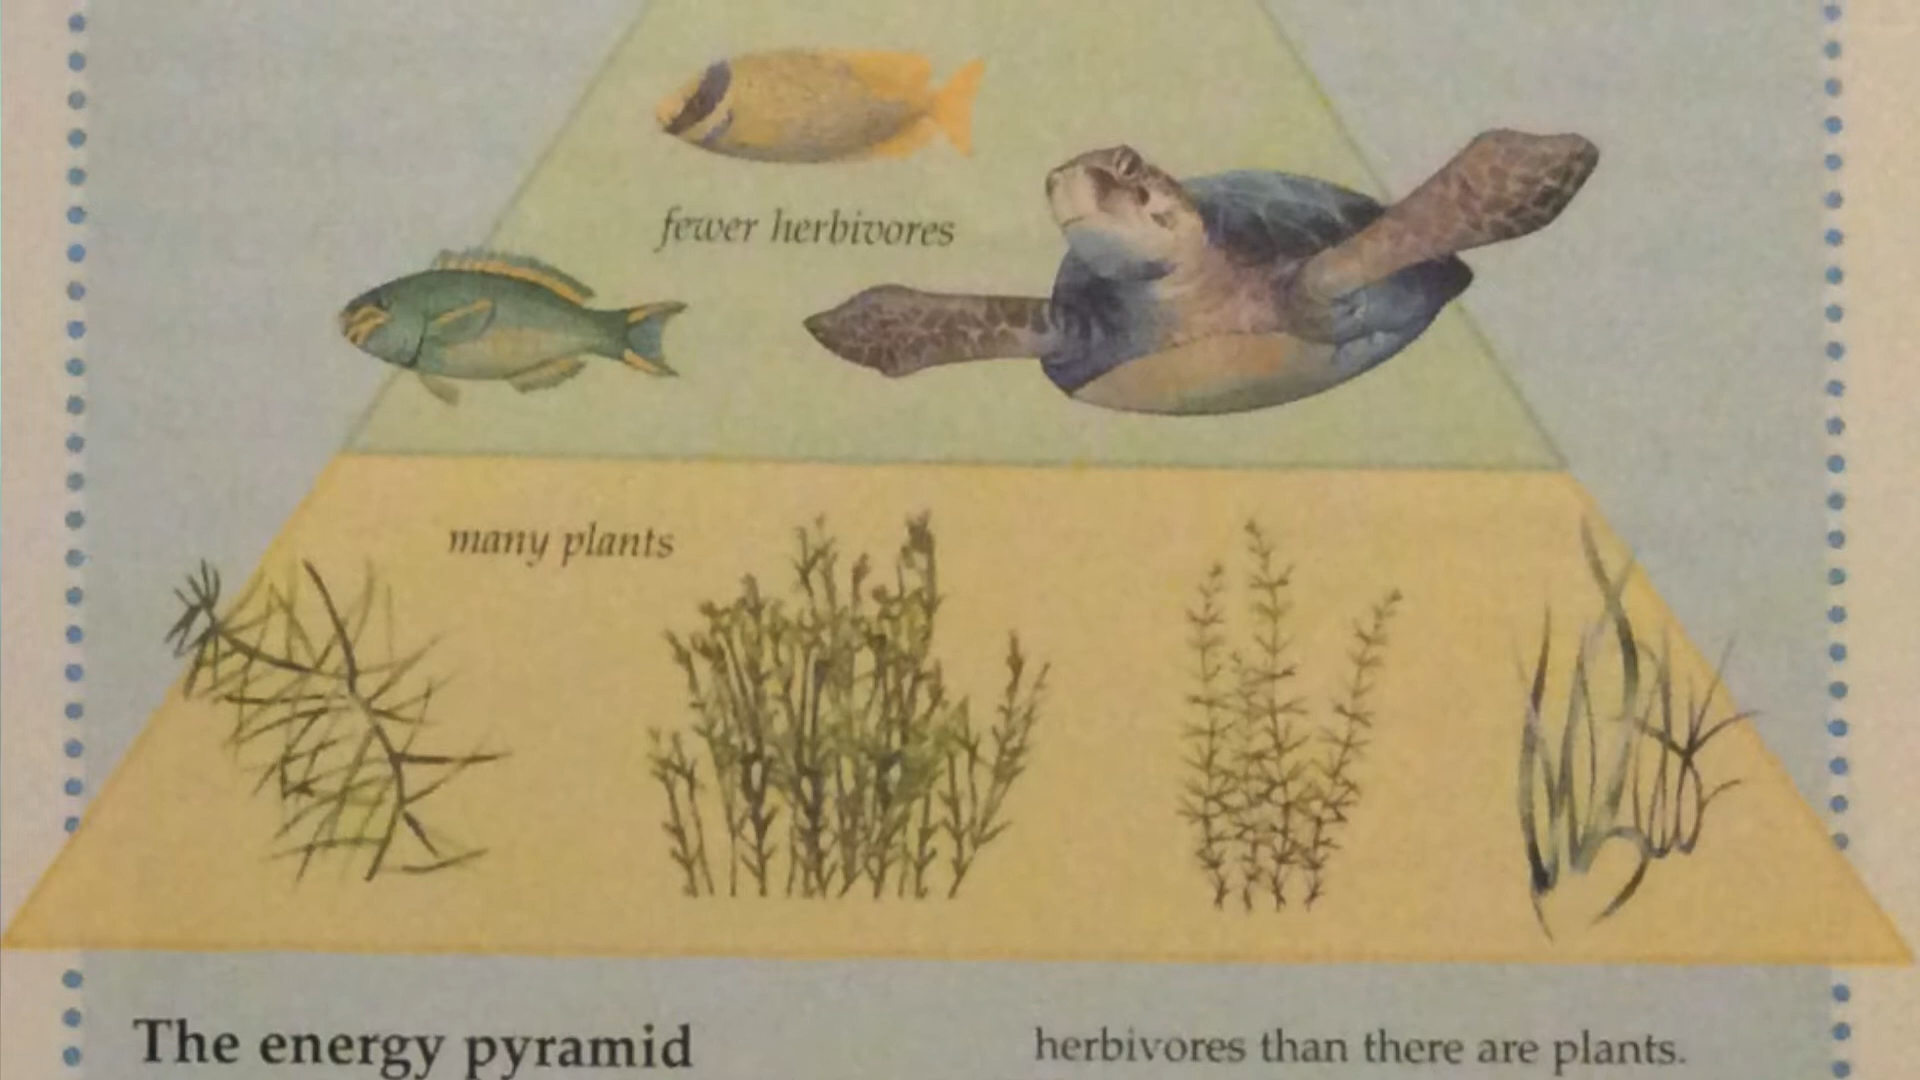 fewer herbivores
many plants
The energy pyramid
herbivores than there are plants.